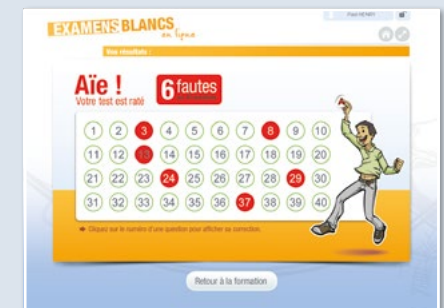 EXAMENS BLANCS
en ligne
Paul HENRY
Vos résultats :
Aïe !
Votre test est raté
6 fautes
1 2 3 4 5 6 7 8 9 10
11 12 13 14 15 16 17 18 19 20
21 22 23 24 25 26 27 28 29 30
31 32 33 34 35 36 37 38 39 40
Cliquez sur le numéro d'une question pour afficher sa correction.
Retour à la formation